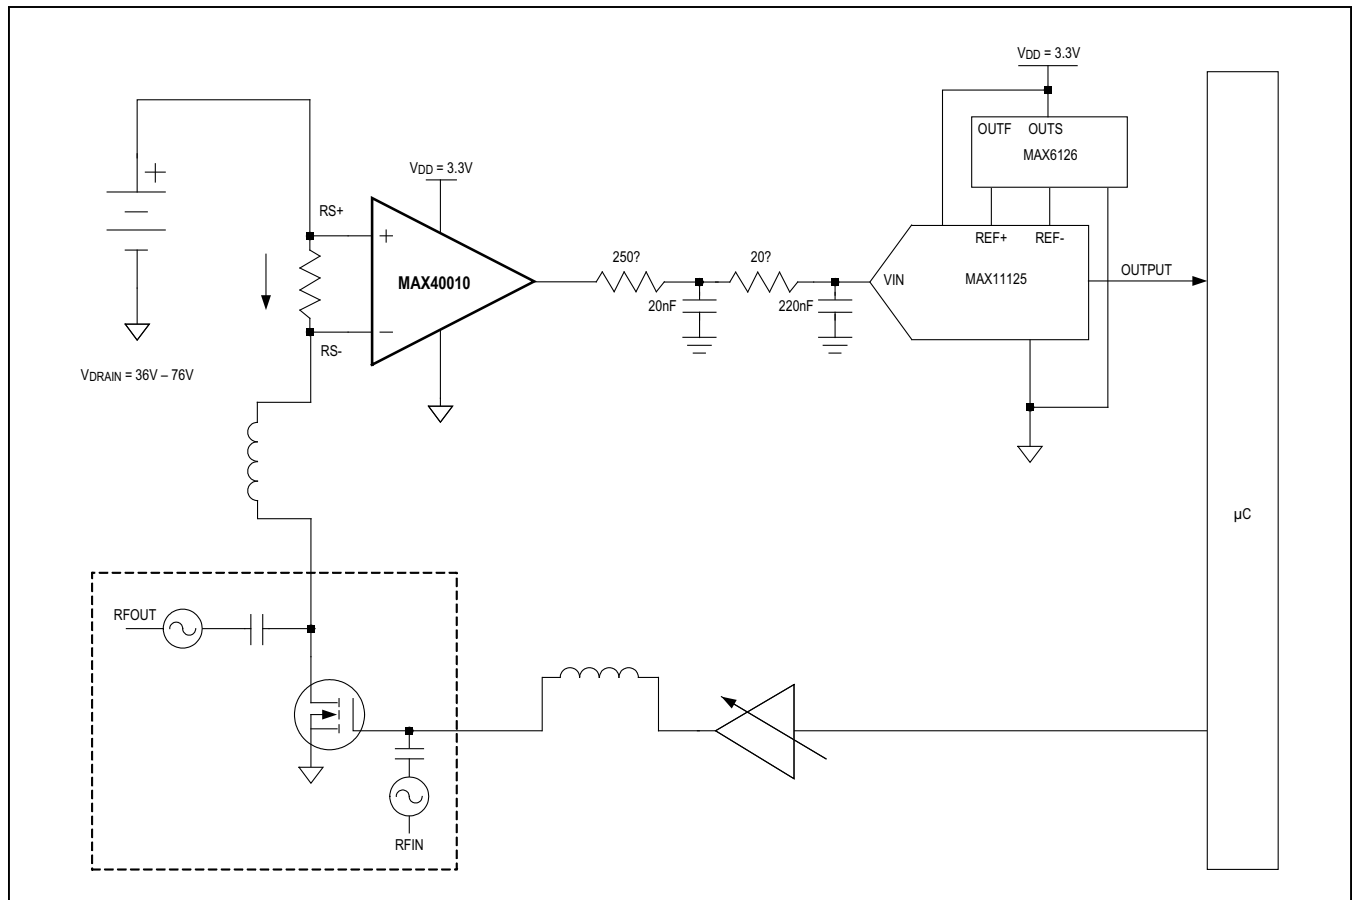 VDD = 3.3V
OUTF OUTS
MAX6126
VDD = 3.3V
RS+
+
+
MAX40010
−
RS-
VDRAIN = 36V – 76V
250?
20nF
20?
220nF
REF+ REF-
VIN
MAX11125
OUTPUT
µC
RFOUT
RFIN